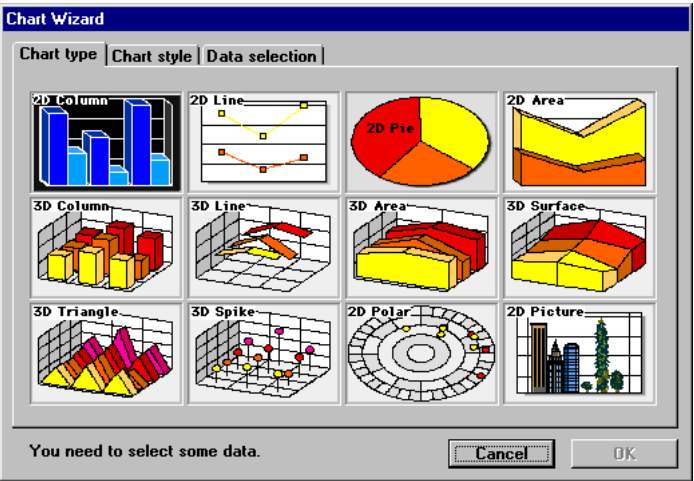 Chart Wizard
Chart type Chart style Data selection
2D Column 2D Line 2D Pie 2D Area
3D Column 3D Line 3D Area 3D Surface
3D Triangle 3D Spike 2D Polar 2D Picture
You need to select some data. Cancel OK